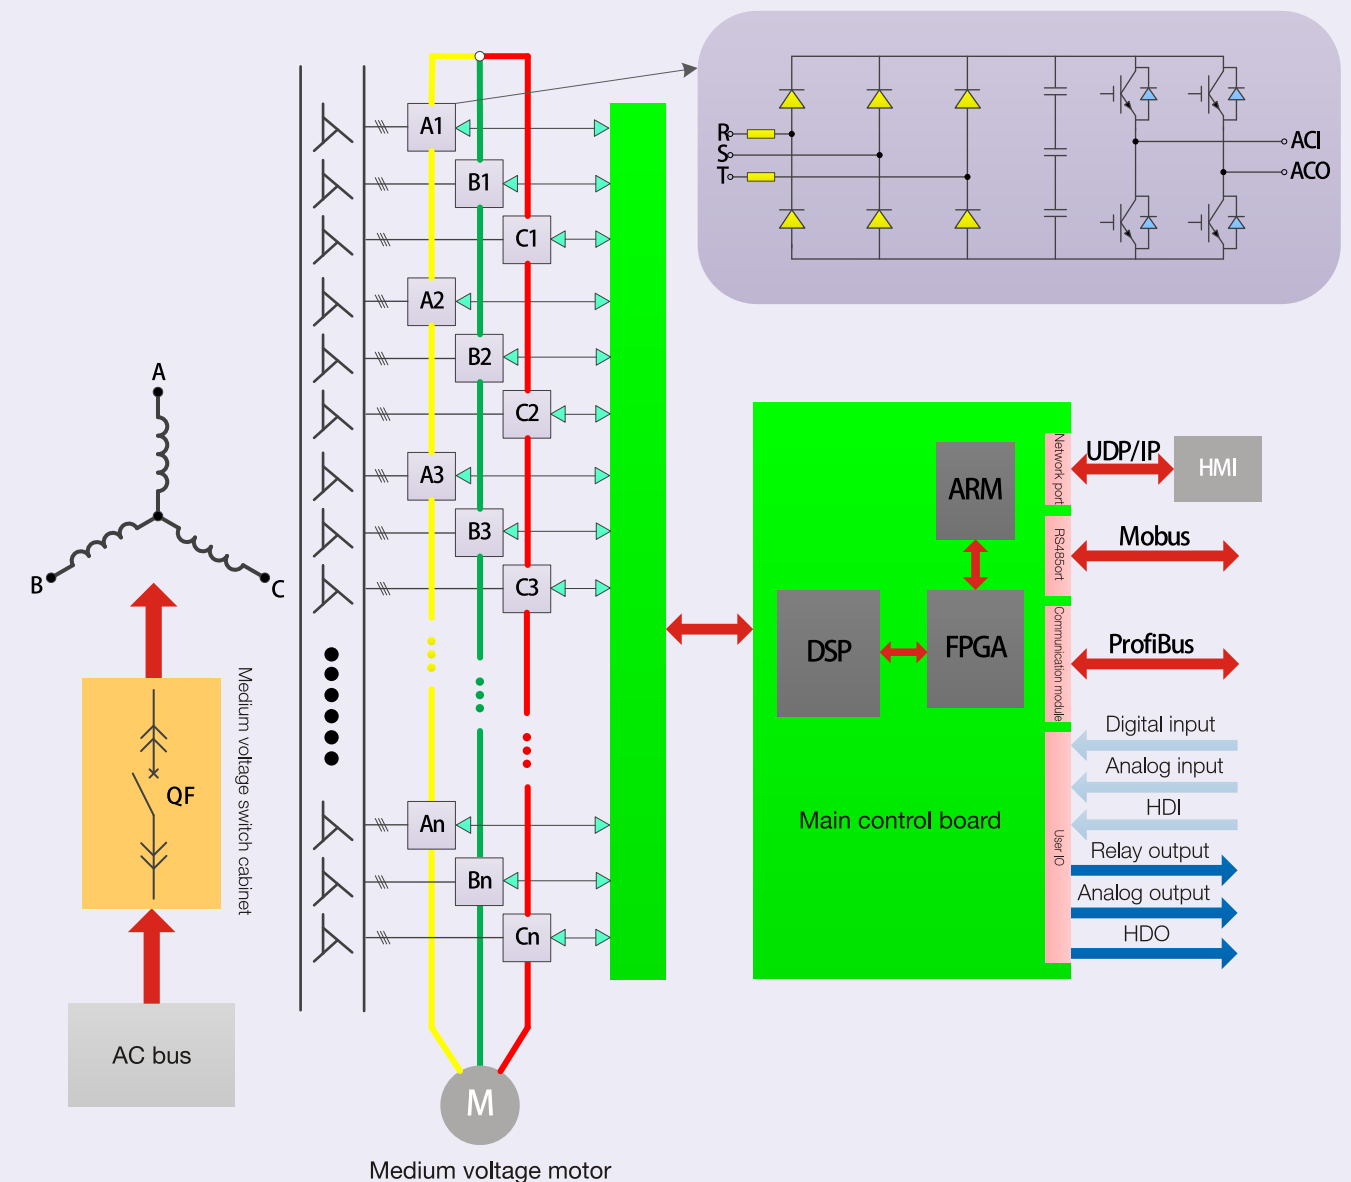 A
B
C
QF
Medium voltage switch cabinet
AC bus
A1
B1
C1
A2
B2
C2
A3
B3
C3
An
Bn
Cn
M
Medium voltage motor
R
S
T
ACI
ACO
ARM
DSP
FPGA
Main control board
Network port
RS485ort
Communication module
User IO
UDP/IP
HMI
Mobus
ProfiBus
Digital input
Analog input
HDI
Relay output
Analog output
HDO